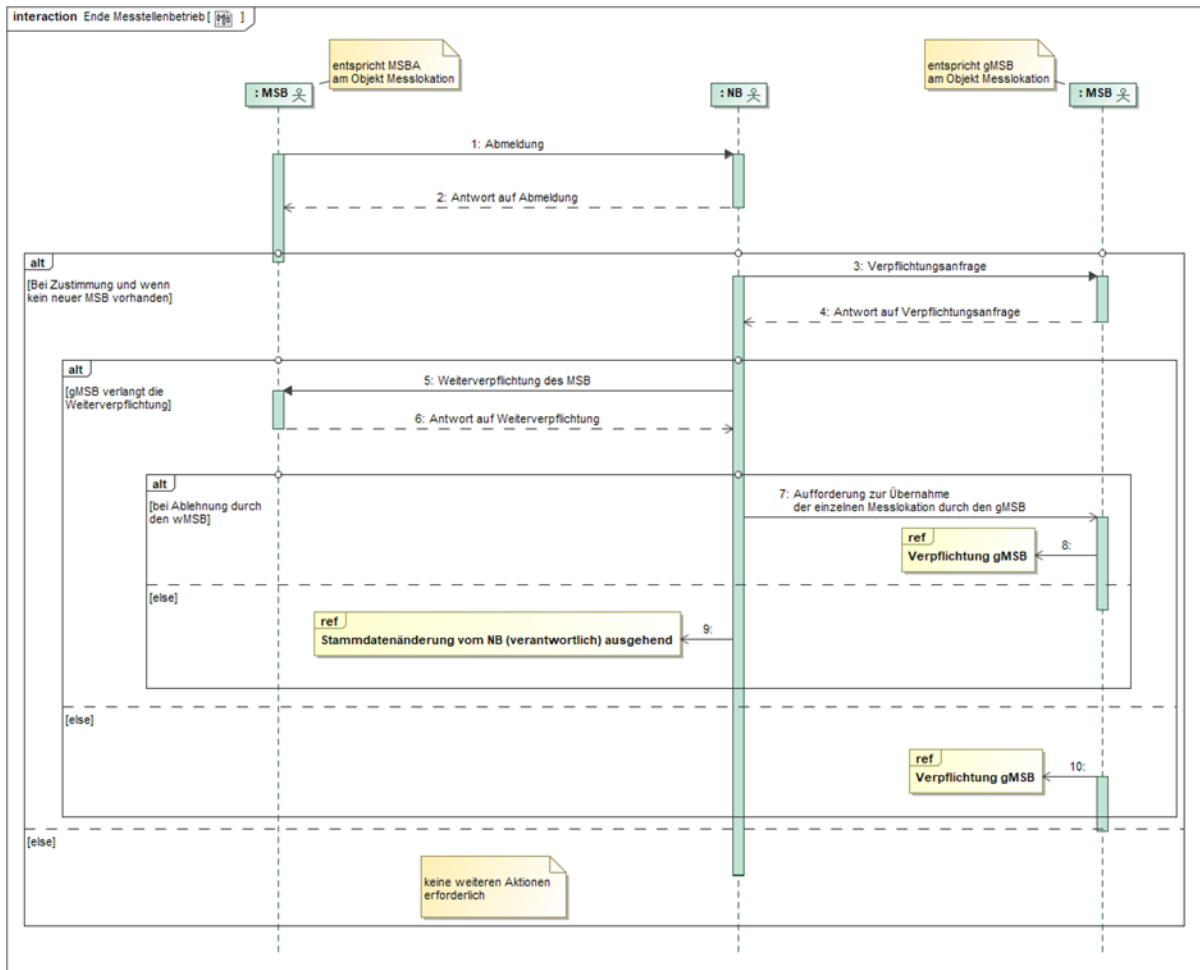 interaction Ende Messtellenbetrieb [ ]
entspricht MSBA
am Objekt Messlokation
entspricht gMSB
am Objekt Messlokation
: MSB
: NB
: MSB
1: Abmeldung
2: Antwort auf Abmeldung
alt
[Bei Zustimmung und wenn
kein neuer MSB vorhanden]
3: Verpflichtungsanfrage
4: Antwort auf Verpflichtungsanfrage
alt
[gMSB verlangt die
Weiterverpflichtung]
5: Weiterverpflichtung des MSB
6: Antwort auf Weiterverpflichtung
alt
[bei Ablehnung durch
den wMSB]
7: Aufforderung zur Übernahme
der einzelnen Messlokation durch den gMSB
ref
Verpflichtung gMSB
8:
[else]
ref
Stammdatenänderung vom NB (verantwortlich) ausgehend
9:
[else]
ref
Verpflichtung gMSB
10:
[else]
keine weiteren Aktionen
erforderlich